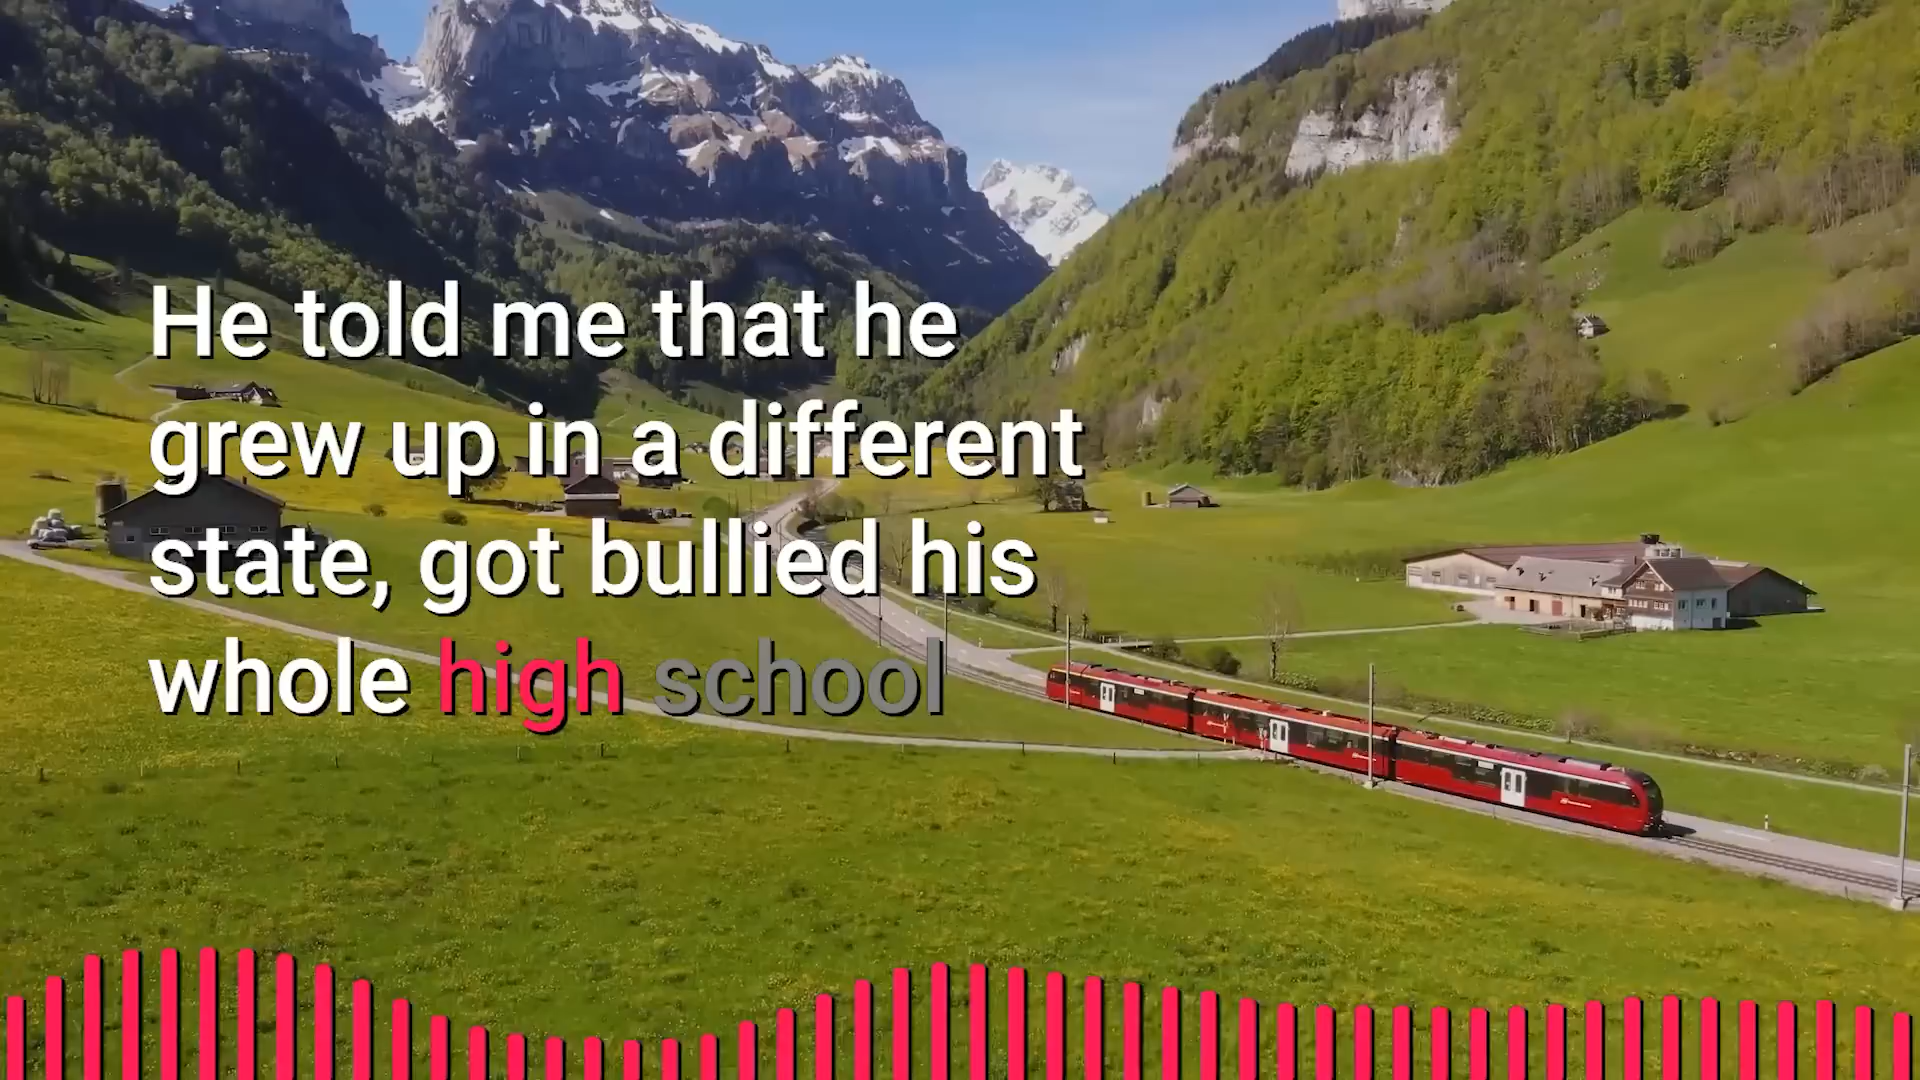 He told me that he
grew up in a different
state, got bullied his
whole high school